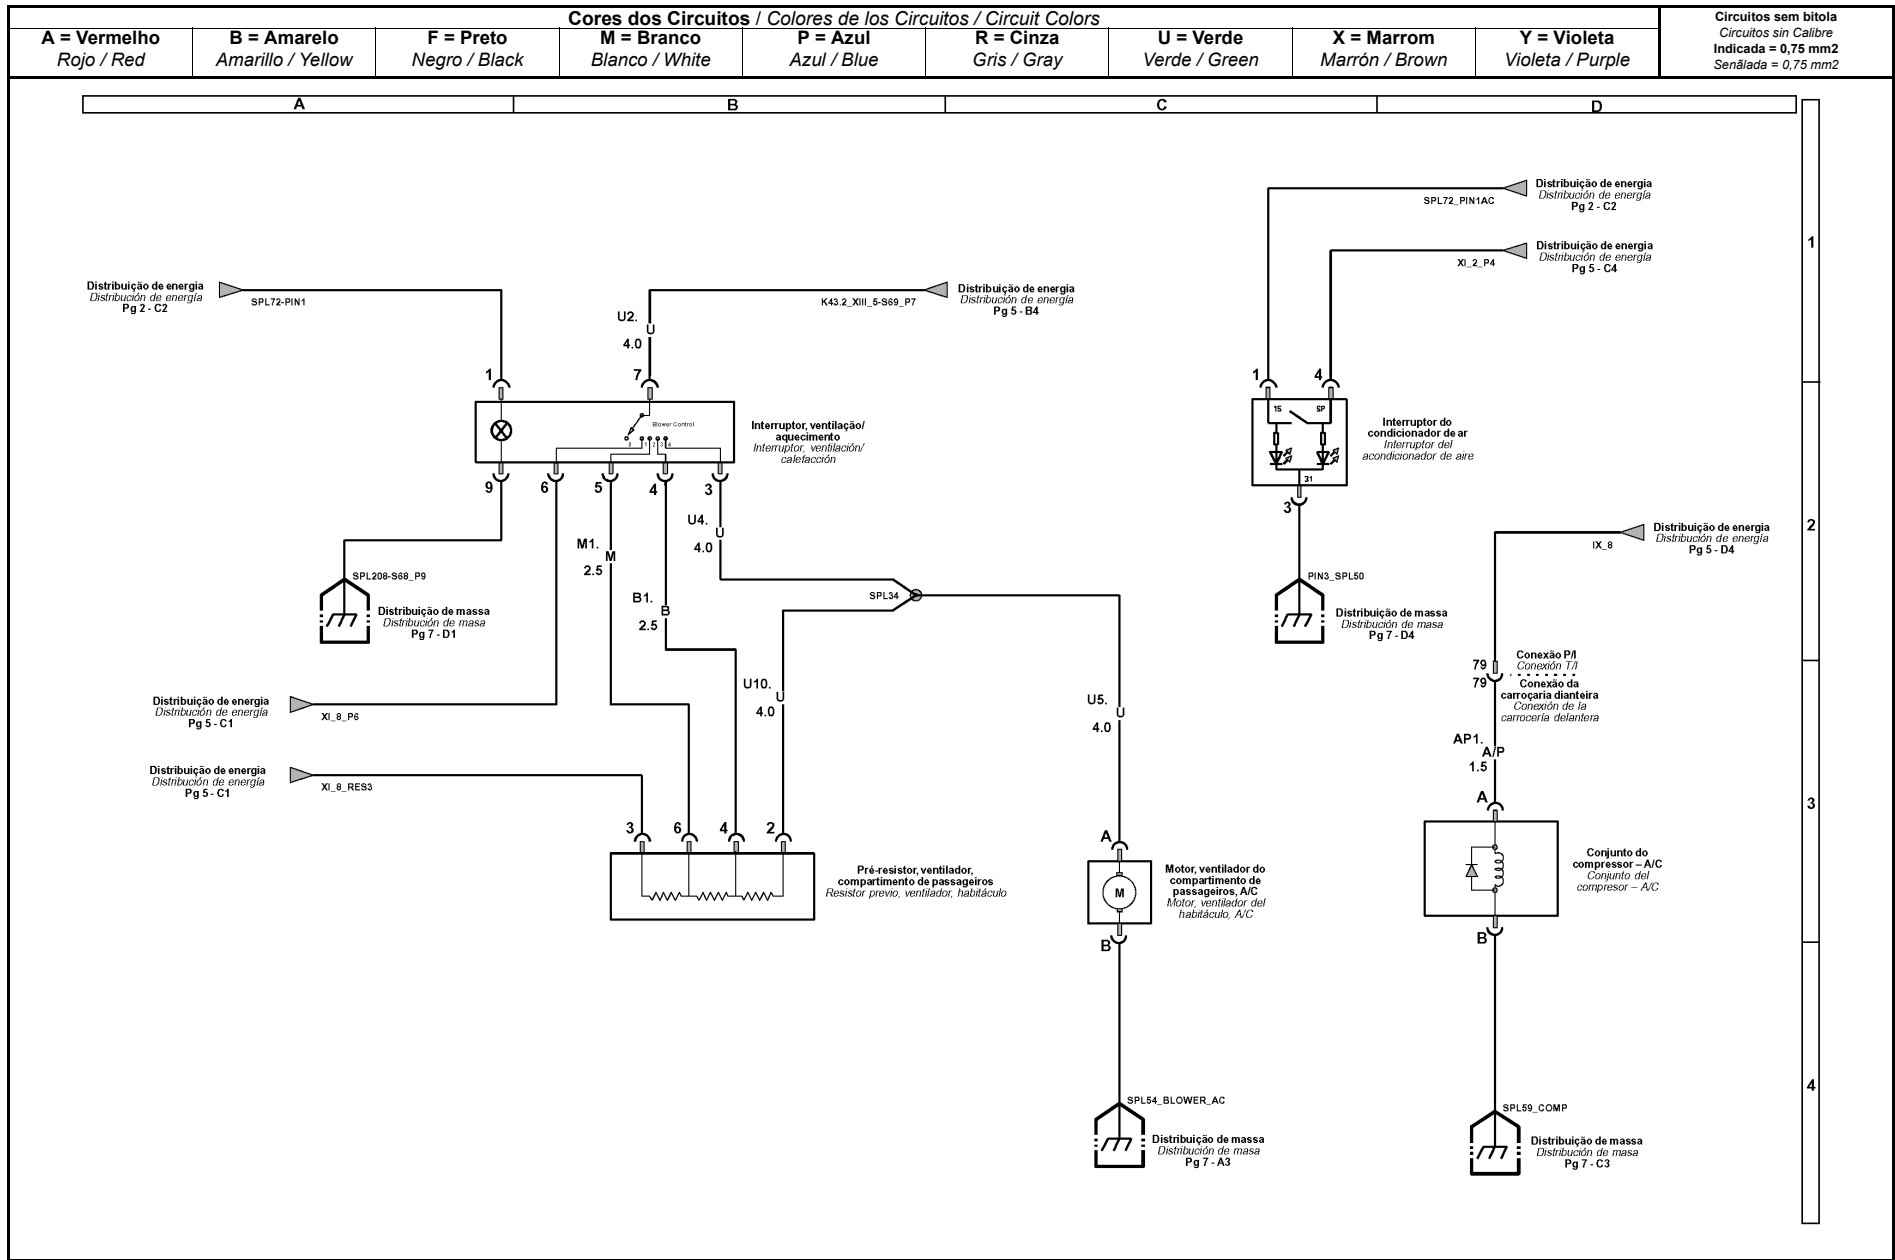 Cores dos Circuitos / Colores de los Circuitos / Circuit Colors
A = Vermelho
Rojo / Red
B = Amarelo
Amarillo / Yellow
F = Preto
Negro / Black
M = Branco
Blanco / White
P = Azul
Azul / Blue
R = Cinza
Gris / Gray
U = Verde
Verde / Green
X = Marrom
Marrón / Brown
Y = Violeta
Violeta / Purple
Circuitos sem bitola
Circuitos sin Calibre
Indicada = 0,75 mm2
Senãlada = 0,75 mm2
A
B
C
D
1
2
3
4
Distribuição de energia
Distribución de energía
Pg 2 - C2
SPL72_PIN1AC
Distribuição de energia
Distribución de energía
Pg 5 - C4
XI_2_P4
Distribuição de energia
Distribución de energía
Pg 2 - C2
SPL72-PIN1
K43.2_XIII_5-S69_P7
Distribuição de energia
Distribución de energía
Pg 5 - B4
U2.
U
4.0
1
7
Blower Control
0 1 2 3 4
Interruptor, ventilação/
aquecimento
Interruptor, ventilación/
calefacción
9
6
5
4
3
1
4
15
SP
31
Interruptor do
condicionador de ar
Interruptor del
acondicionador de aire
3
U4.
U
4.0
M1.
M
2.5
B1.
B
2.5
SPL208-S68_P9
Distribuição de massa
Distribución de masa
Pg 7 - D1
SPL34
PIN3_SPL50
Distribuição de massa
Distribución de masa
Pg 7 - D4
IX_8
Distribuição de energia
Distribución de energía
Pg 5 - D4
79
79
Conexão P/I
Conexión T/I
Conexão da
carroçaria dianteira
Conexión de la
carrocería delantera
Distribuição de energia
Distribución de energía
Pg 5 - C1
XI_8_P6
U10.
U
4.0
U5.
U
4.0
AP1.
A/P
1.5
Distribuição de energia
Distribución de energía
Pg 5 - C1
XI_8_RES3
3
6
4
2
Pré-resistor, ventilador,
compartimento de passageiros
Resistor previo, ventilador, habitáculo
A
M
B
Motor, ventilador do
compartimento de
passageiros, A/C
Motor, ventilador del
habitáculo, A/C
A
B
Conjunto do
compressor – A/C
Conjunto del
compresor – A/C
SPL54_BLOWER_AC
Distribuição de massa
Distribución de masa
Pg 7 - A3
SPL59_COMP
Distribuição de massa
Distribución de masa
Pg 7 - C3